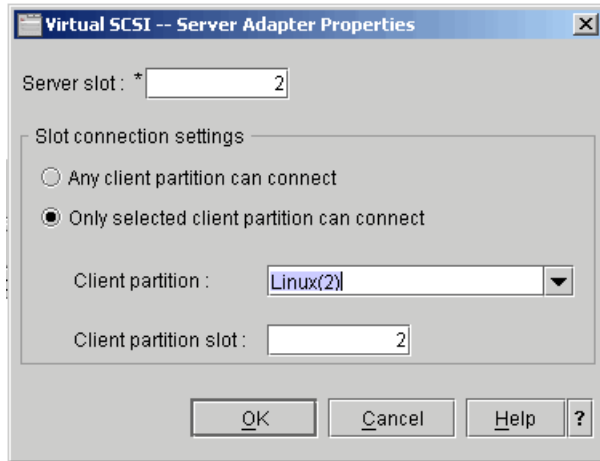 Virtual SCSI -- Server Adapter Properties
Server slot : * 2
Slot connection settings
Any client partition can connect
Only selected client partition can connect
Client partition : Linux(2)
Client partition slot : 2
OK Cancel Help ?